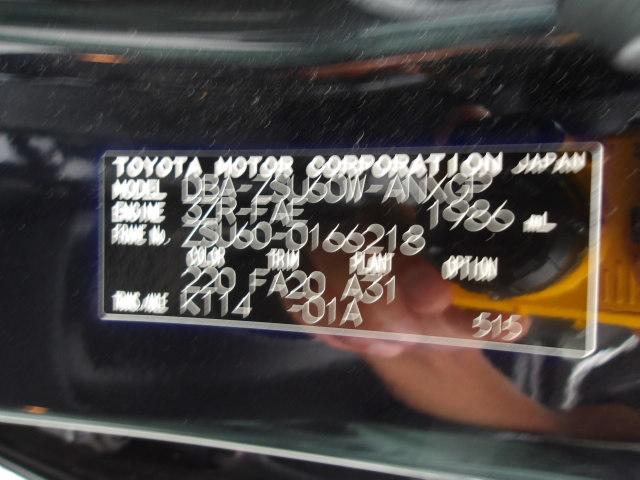 TOYOTA MOTOR CORPORATION JAPAN
MODEL DBA-ZSU60W-ANXGP
ENGINE 3ZR-FAE 1986 mL
FRAME No. ZSU60-0166218
COLOR TRIM PLANT OPTION
220 FA20 A31
TRANS./AXLE K114 -01A
515